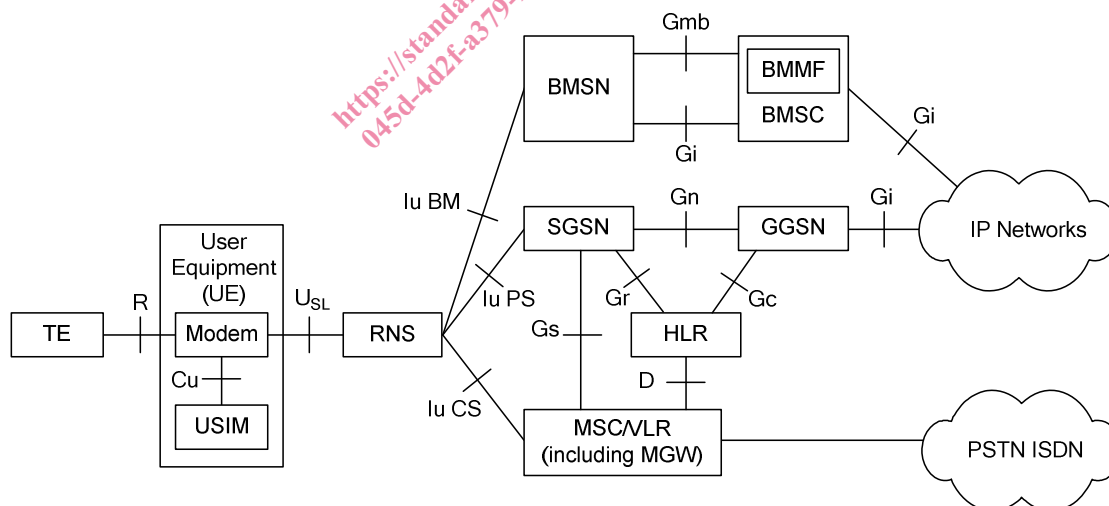 https://standa
045d-4d2f-a379-
Gmb
BMSN
BMMF
BMSC
Gi
Gi
Iu BM
Gn
Gi
SGSN
GGSN
IP Networks
User
Equipment
(UE)
Iu PS
Gr
Gc
R
U_SL
TE
Modem
RNS
Gs
HLR
Cu
D
USIM
Iu CS
MSC/VLR
(including MGW)
PSTN ISDN